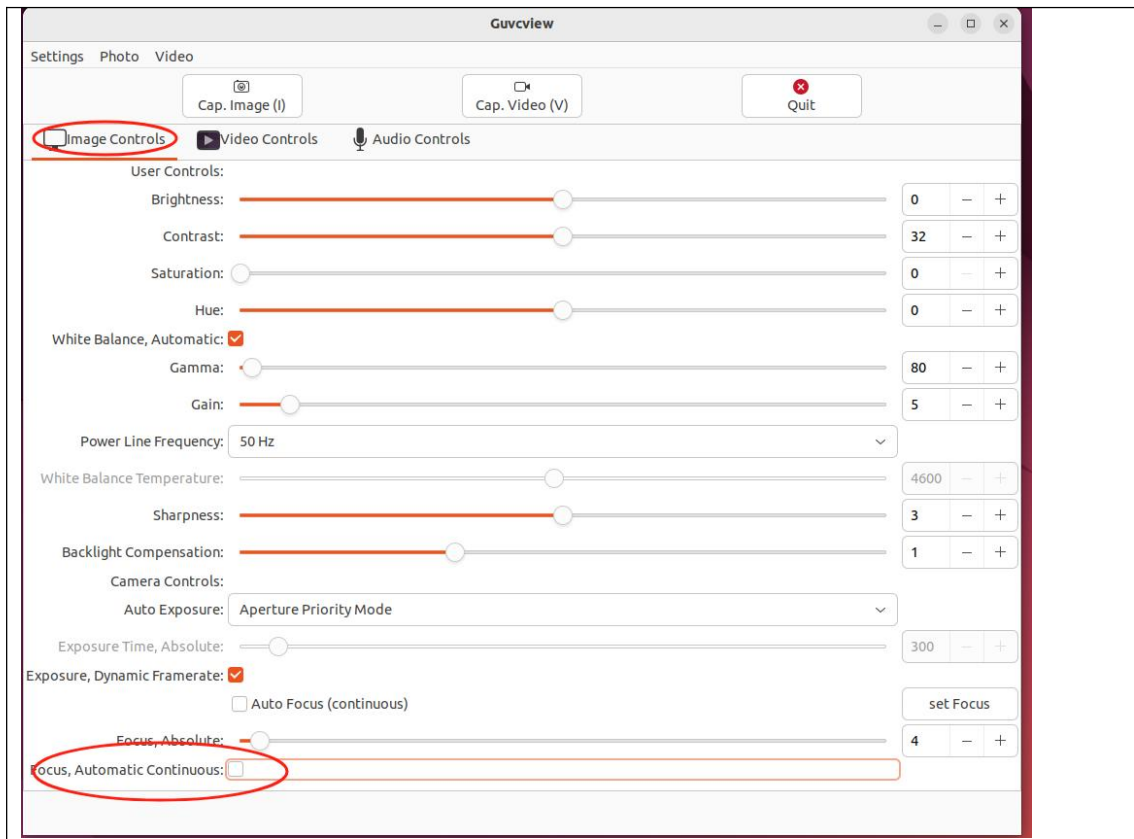 Guvcview
Settings Photo Video
Cap. Image (I) Cap. Video (V) Quit
Image Controls Video Controls Audio Controls
User Controls:
Brightness: 0 − +
Contrast: 32 − +
Saturation: 0 − +
Hue: 0 − +
White Balance, Automatic:
Gamma: 80 − +
Gain: 5 − +
Power Line Frequency: 50 Hz
White Balance Temperature: 4600 − +
Sharpness: 3 − +
Backlight Compensation: 1 − +
Camera Controls:
Auto Exposure: Aperture Priority Mode
Exposure Time, Absolute: 300 − +
Exposure, Dynamic Framerate:
Auto Focus (continuous) set Focus
Focus, Absolute: 4 − +
Focus, Automatic Continuous: